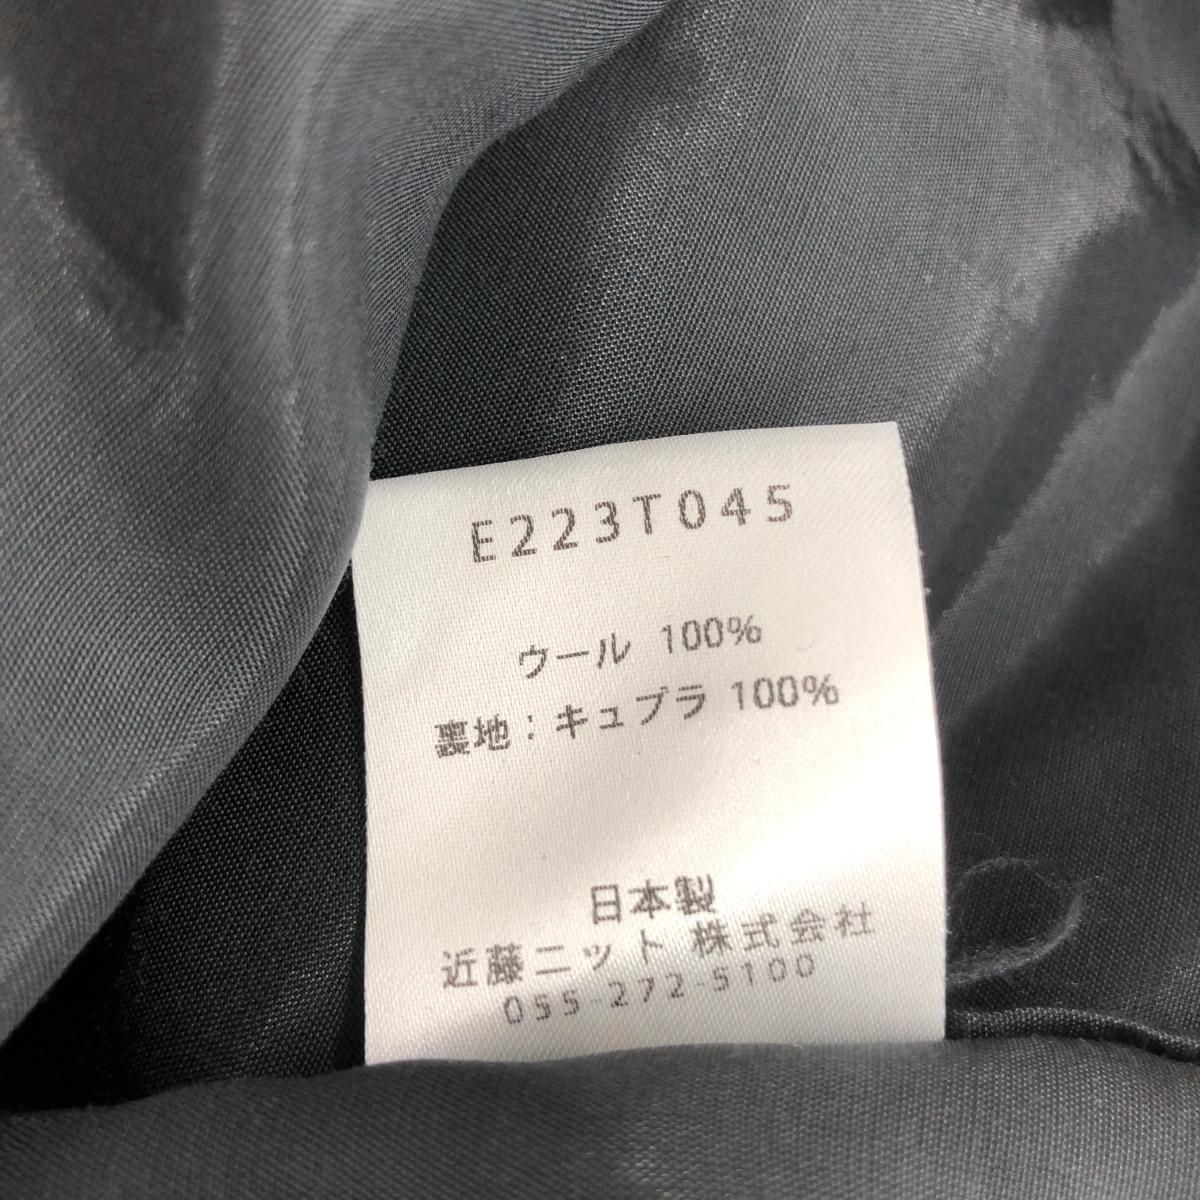 E223T045
ウール 100%
裏地：キュプラ 100%
日本製
近藤ニット 株式会社
055-272-5100